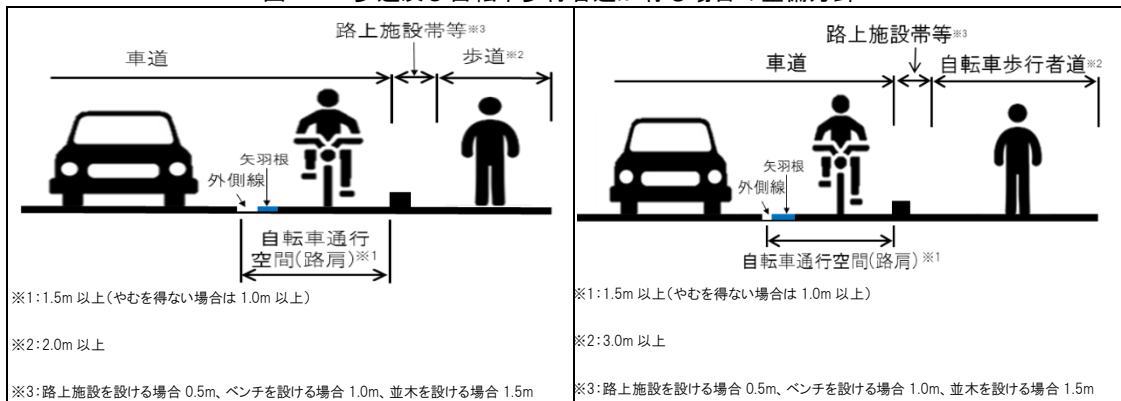 路上施設帯等※3
車道
歩道※2
矢羽根
外側線
自転車通行
空間(路肩)※1
※1:1.5m 以上(やむを得ない場合は 1.0m 以上)
※2:2.0m 以上
※3:路上施設を設ける場合 0.5m、ベンチを設ける場合 1.0m、並木を設ける場合 1.5m
路上施設帯等※3
車道
自転車歩行者道※2
矢羽根
外側線
自転車通行空間(路肩)※1
※1:1.5m 以上(やむを得ない場合は 1.0m 以上)
※2:3.0m 以上
※3:路上施設を設ける場合 0.5m、ベンチを設ける場合 1.0m、並木を設ける場合 1.5m